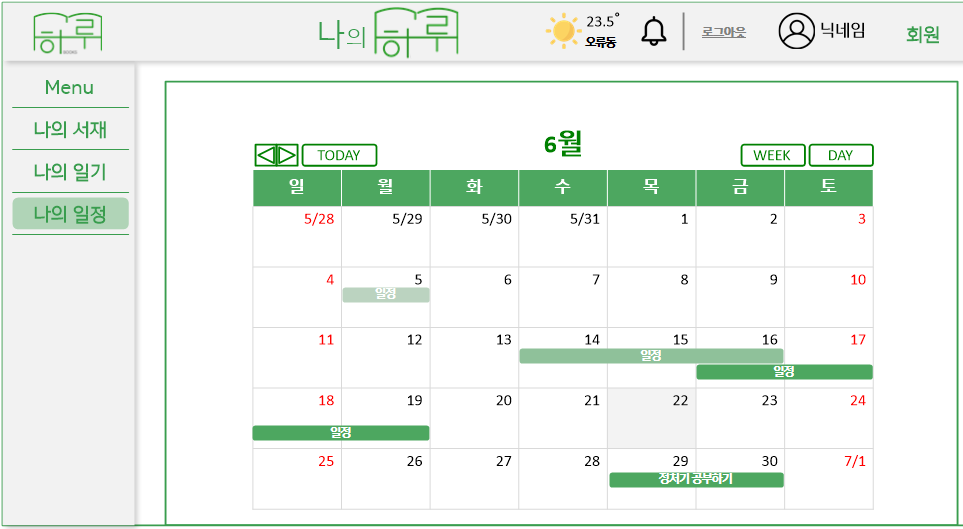 하루
나의 하루
23.5°
오류동
로그아웃
닉네임
회원
Menu
나의 서재
나의 일기
나의 일정
6월
TODAY
WEEK DAY
일 월 화 수 목 금 토
5/28 5/29 5/30 5/31 1 2 3
4 5 6 7 8 9 10
일정
11 12 13 14 15 16 17
일정
일정
18 19 20 21 22 23 24
일정
25 26 27 28 29 30 7/1
정처기 공부하기